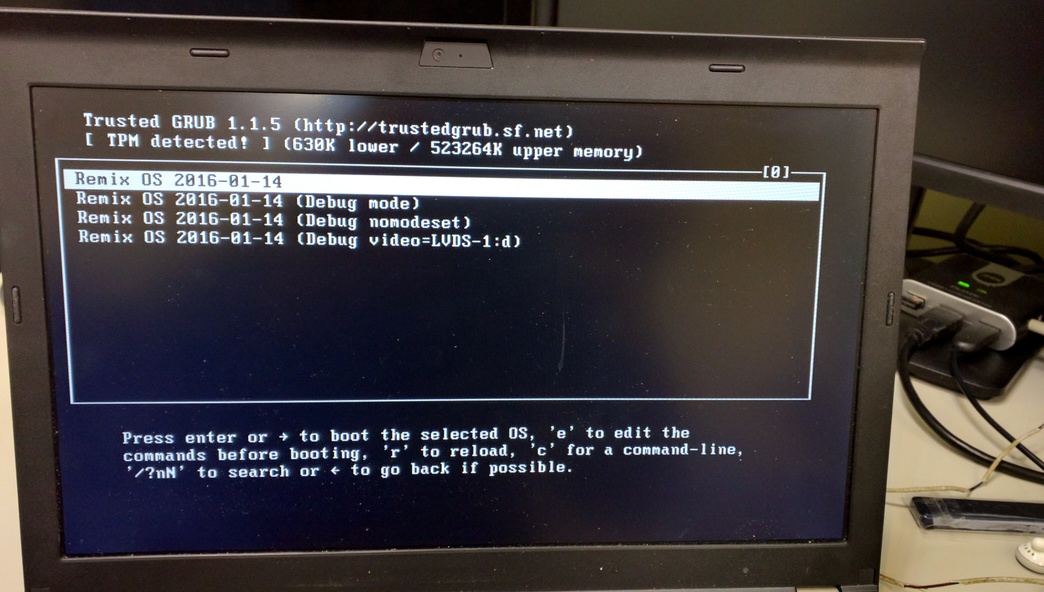 Trusted GRUB 1.1.5 (http://trustedgrub.sf.net)
[ TPM detected! ] (630K lower / 523264K upper memory)
[0]
Remix OS 2016-01-14
Remix OS 2016-01-14 (Debug mode)
Remix OS 2016-01-14 (Debug nomodeset)
Remix OS 2016-01-14 (Debug video=LVDS-1:d)
Press enter or → to boot the selected OS, 'e' to edit the
commands before booting, 'r' to reload, 'c' for a command-line,
'/?nN' to search or ← to go back if possible.